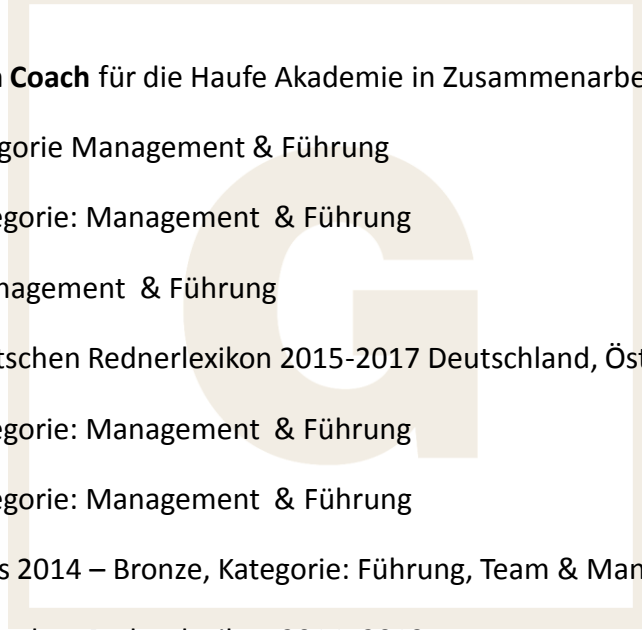 Coach für die Haufe Akademie in Zusammenarbe
gorie Management & Führung
egorie: Management & Führung
nagement & Führung
tschen Rednerlexikon 2015-2017 Deutschland, Öst
egorie: Management & Führung
egorie: Management & Führung
s 2014 – Bronze, Kategorie: Führung, Team & Man
G